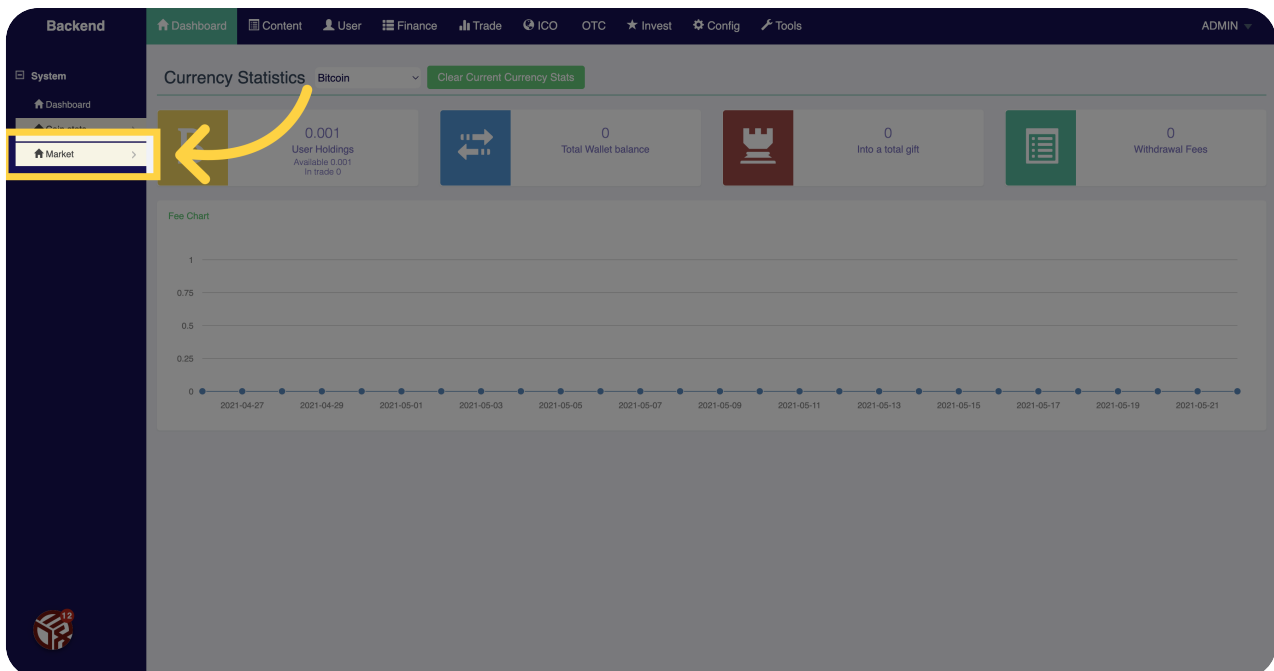 Backend
Dashboard Content User Finance Trade ICO OTC Invest Config Tools
ADMIN
System
Dashboard
Coin stats
Market
Currency Statistics Bitcoin Clear Current Currency Stats
0.001
User Holdings
Available 0.001
In trade 0
0
Total Wallet balance
0
Into a total gift
0
Withdrawal Fees
Fee Chart
1
0.75
0.5
0.25
0
2021-04-27 2021-04-29 2021-05-01 2021-05-03 2021-05-05 2021-05-07 2021-05-09 2021-05-11 2021-05-13 2021-05-15 2021-05-17 2021-05-19 2021-05-21
12